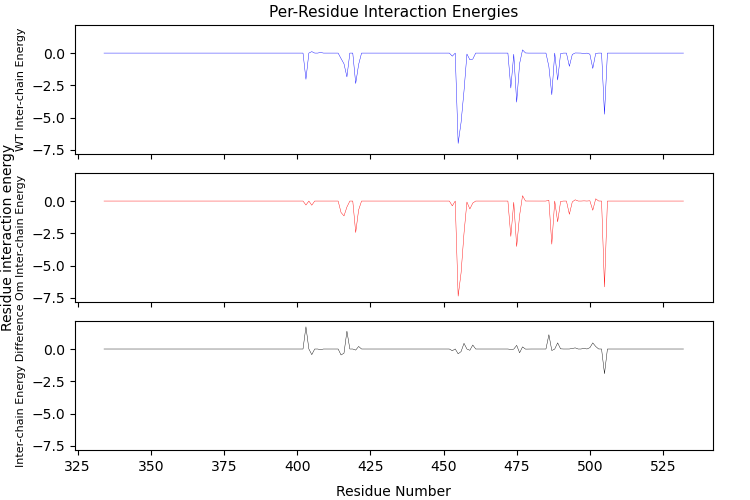 Per-Residue Interaction Energies
WT Inter-chain Energy
0.0
−2.5
−5.0
−7.5
Residue interaction energy
Om Inter-chain Energy
0.0
−2.5
−5.0
−7.5
Inter-chain Energy Difference
0.0
−2.5
−5.0
−7.5
325 350 375 400 425 450 475 500 525
Residue Number